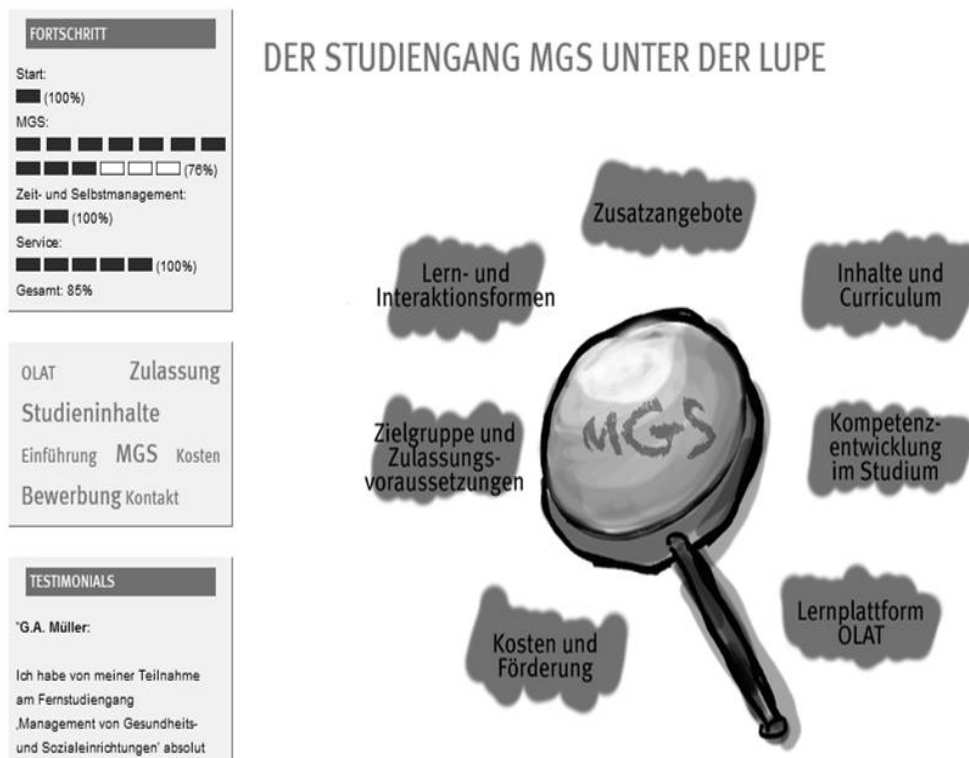 FORTSCHRITT
Start:
(100%)
MGS:
(76%)
Zeit- und Selbstmanagement:
(100%)
Service:
(100%)
Gesamt: 85%
OLAT Zulassung
Studieninhalte
Einführung MGS Kosten
Bewerbung Kontakt
TESTIMONIALS
"G.A. Müller:
Ich habe von meiner Teilnahme
am Fernstudiengang
‚Management von Gesundheits-
und Sozialeinrichtungen' absolut
DER STUDIENGANG MGS UNTER DER LUPE
Zusatzangebote
Lern- und
Interaktionsformen
Inhalte und
Curriculum
MGS
Zielgruppe und
Zulassungs-
voraussetzungen
Kompetenz-
entwicklung
im Studium
Kosten und
Förderung
Lernplattform
OLAT